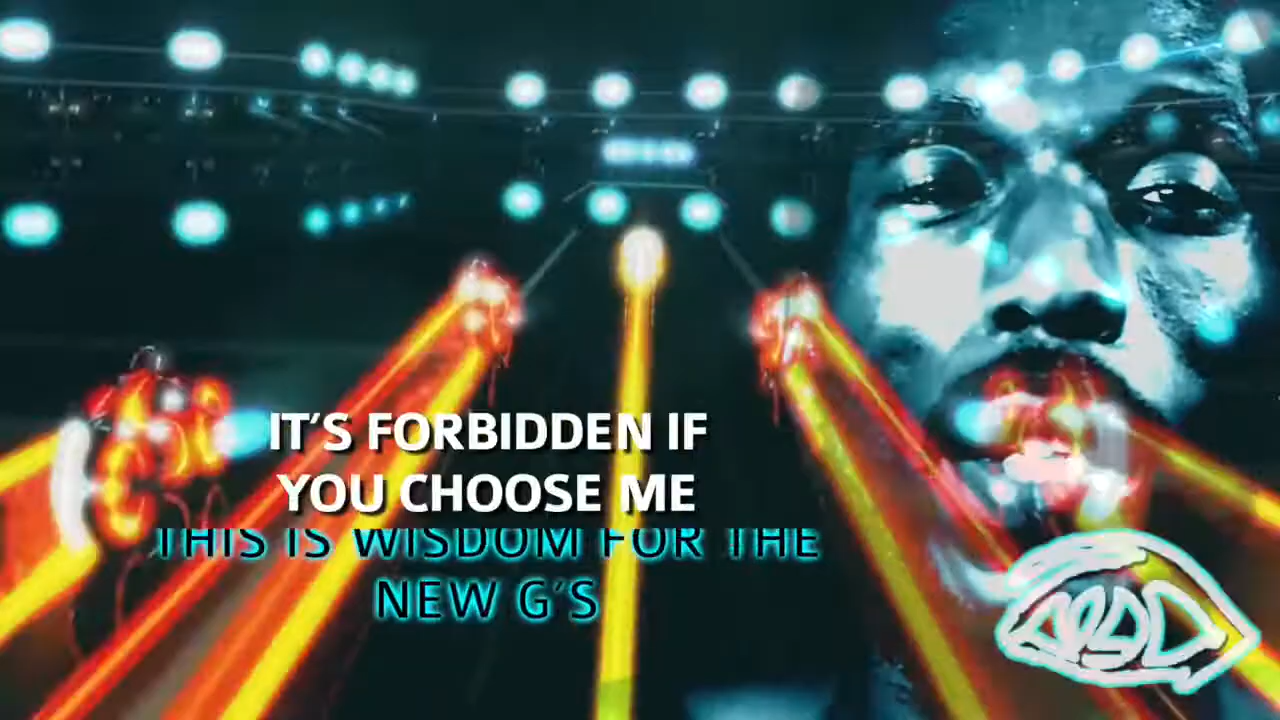 IT'S FORBIDDEN IF
YOU CHOOSE ME
THIS IS WISDOM FOR THE
NEW G'S